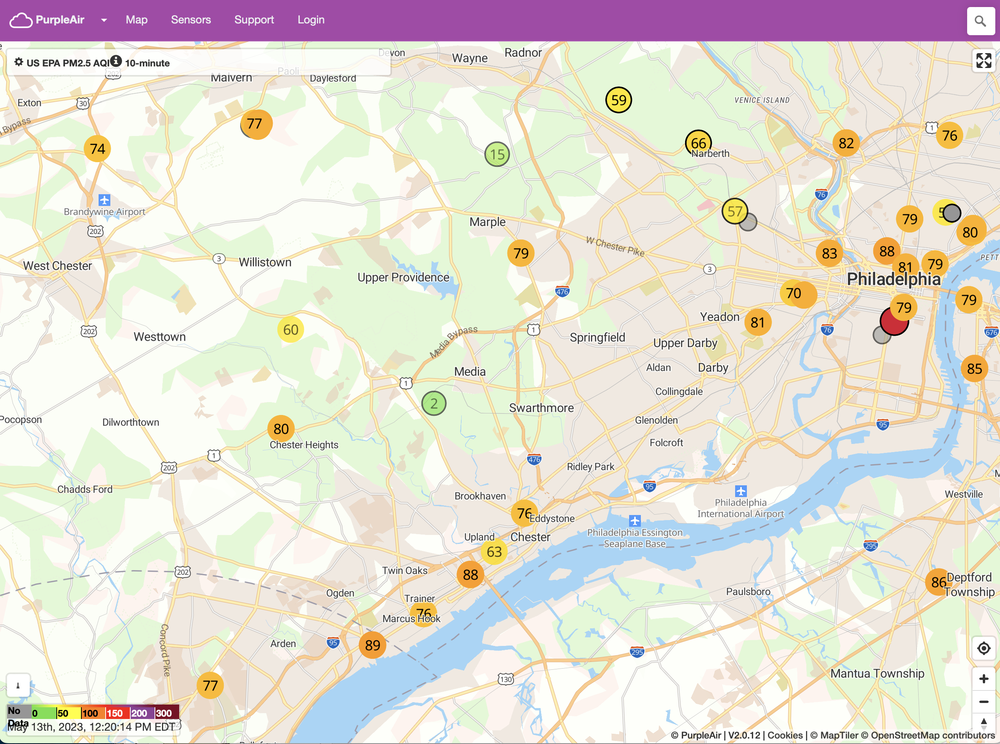 PurpleAir Map Sensors Support Login
US EPA PM2.5 AQI 10-minute
Devon
Wayne
Radnor
202
Paoli
Malvern
Daylesford
Exton
30
59
VENICE ISLAND
Bypass
77
1
76
74
15
66
Narberth
82
76
Brandywine Airport
57
202
Marple
79
80
W Chester Pike
88
83
79
3
Willistown
79
PETT
West Chester
81
3
Upper Providence
Philadelphia
476
70
79
79
Yeadon
81
60
202
Westtown
Media Bypass
1
Springfield
76
676
Upper Darby
Media
Aldan
Darby
85
1
Collingdale
2
Swarthmore
Pocopson
Dilworthtown
Glenolden
95
80
Chester Heights
Folcroft
1
202
476
Ridley Park
95
Chadds Ford
Brookhaven
Westville
Philadelphia
International Airport
76
Eddystone
Upland
Chester
Philadelphia Essington
Seaplane Base
63
295
202
Twin Oaks
88
86
Deptford
Township
Ogden
Trainer
Paulsboro
76
Marcus Hook
Concord Pike
Arden
95
89
295
Mantua Township
130
77
No
Data
0 50 100 150 200 300
May 13th, 2023, 12:20:14 PM EDT
© PurpleAir | V2.0.12 | Cookies | © MapTiler © OpenStreetMap contributors